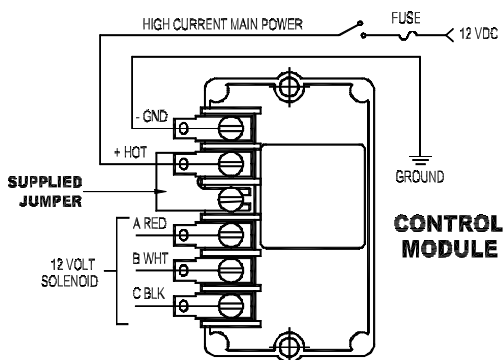 HIGH CURRENT MAIN POWER
FUSE
12 VDC
- GND
+ HOT
GROUND
SUPPLIED
JUMPER
A RED
CONTROL
MODULE
B WHT
12 VOLT
SOLENOID
C BLK